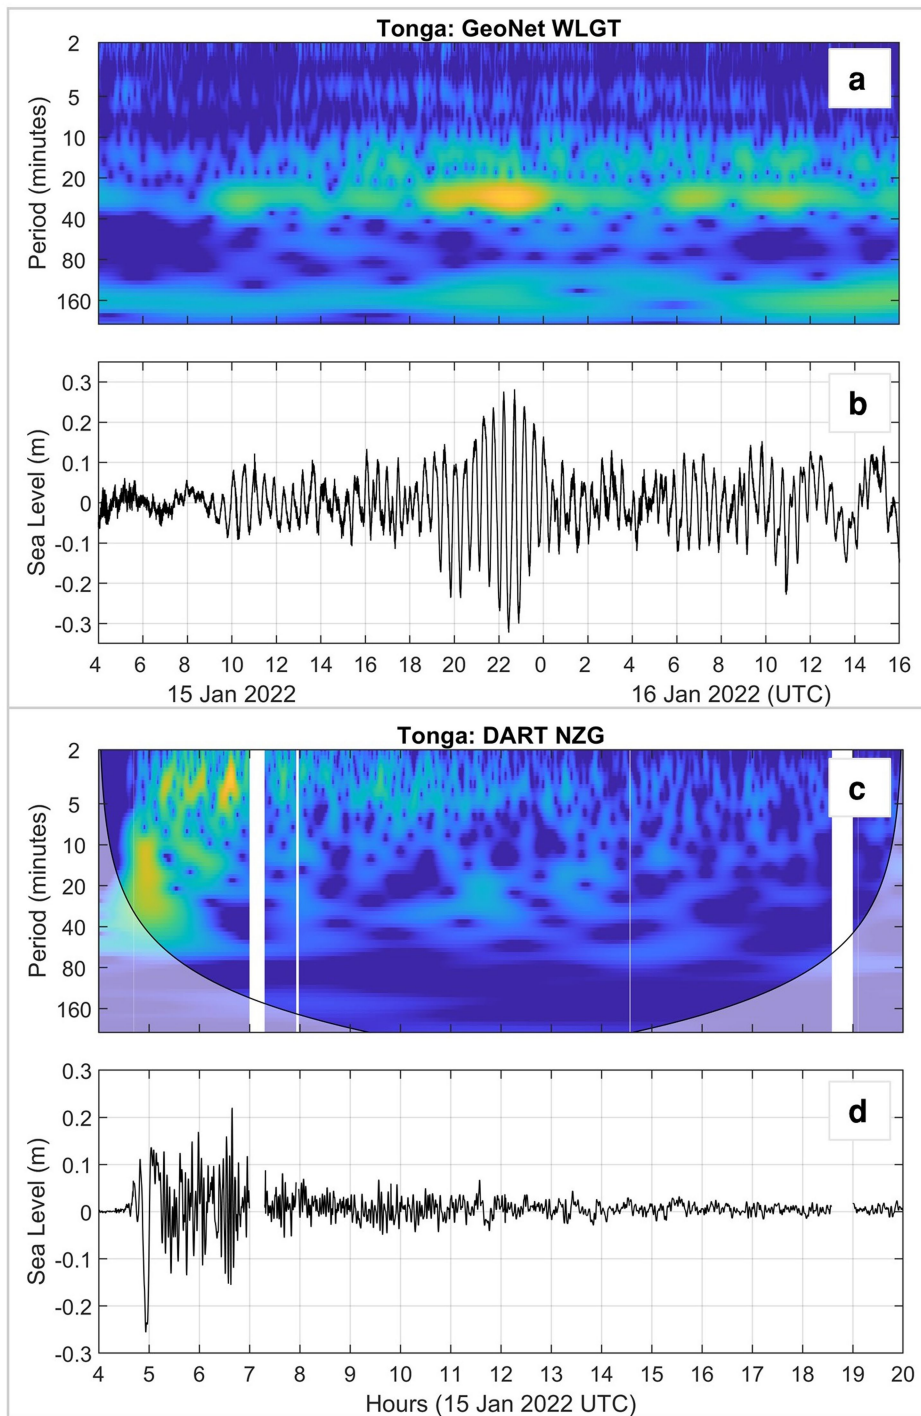 Tonga: GeoNet WLGT
a
2
5
10
20
40
80
160
Period (minutes)
b
0.3
0.2
0.1
0
-0.1
-0.2
-0.3
Sea Level (m)
4 6 8 10 12 14 16 18 20 22 0 2 4 6 8 10 12 14 16
15 Jan 2022 16 Jan 2022 (UTC)
Tonga: DART NZG
c
2
5
10
20
40
80
160
Period (minutes)
d
0.3
0.2
0.1
0
-0.1
-0.2
-0.3
Sea Level (m)
4 5 6 7 8 9 10 11 12 13 14 15 16 17 18 19 20
Hours (15 Jan 2022 UTC)